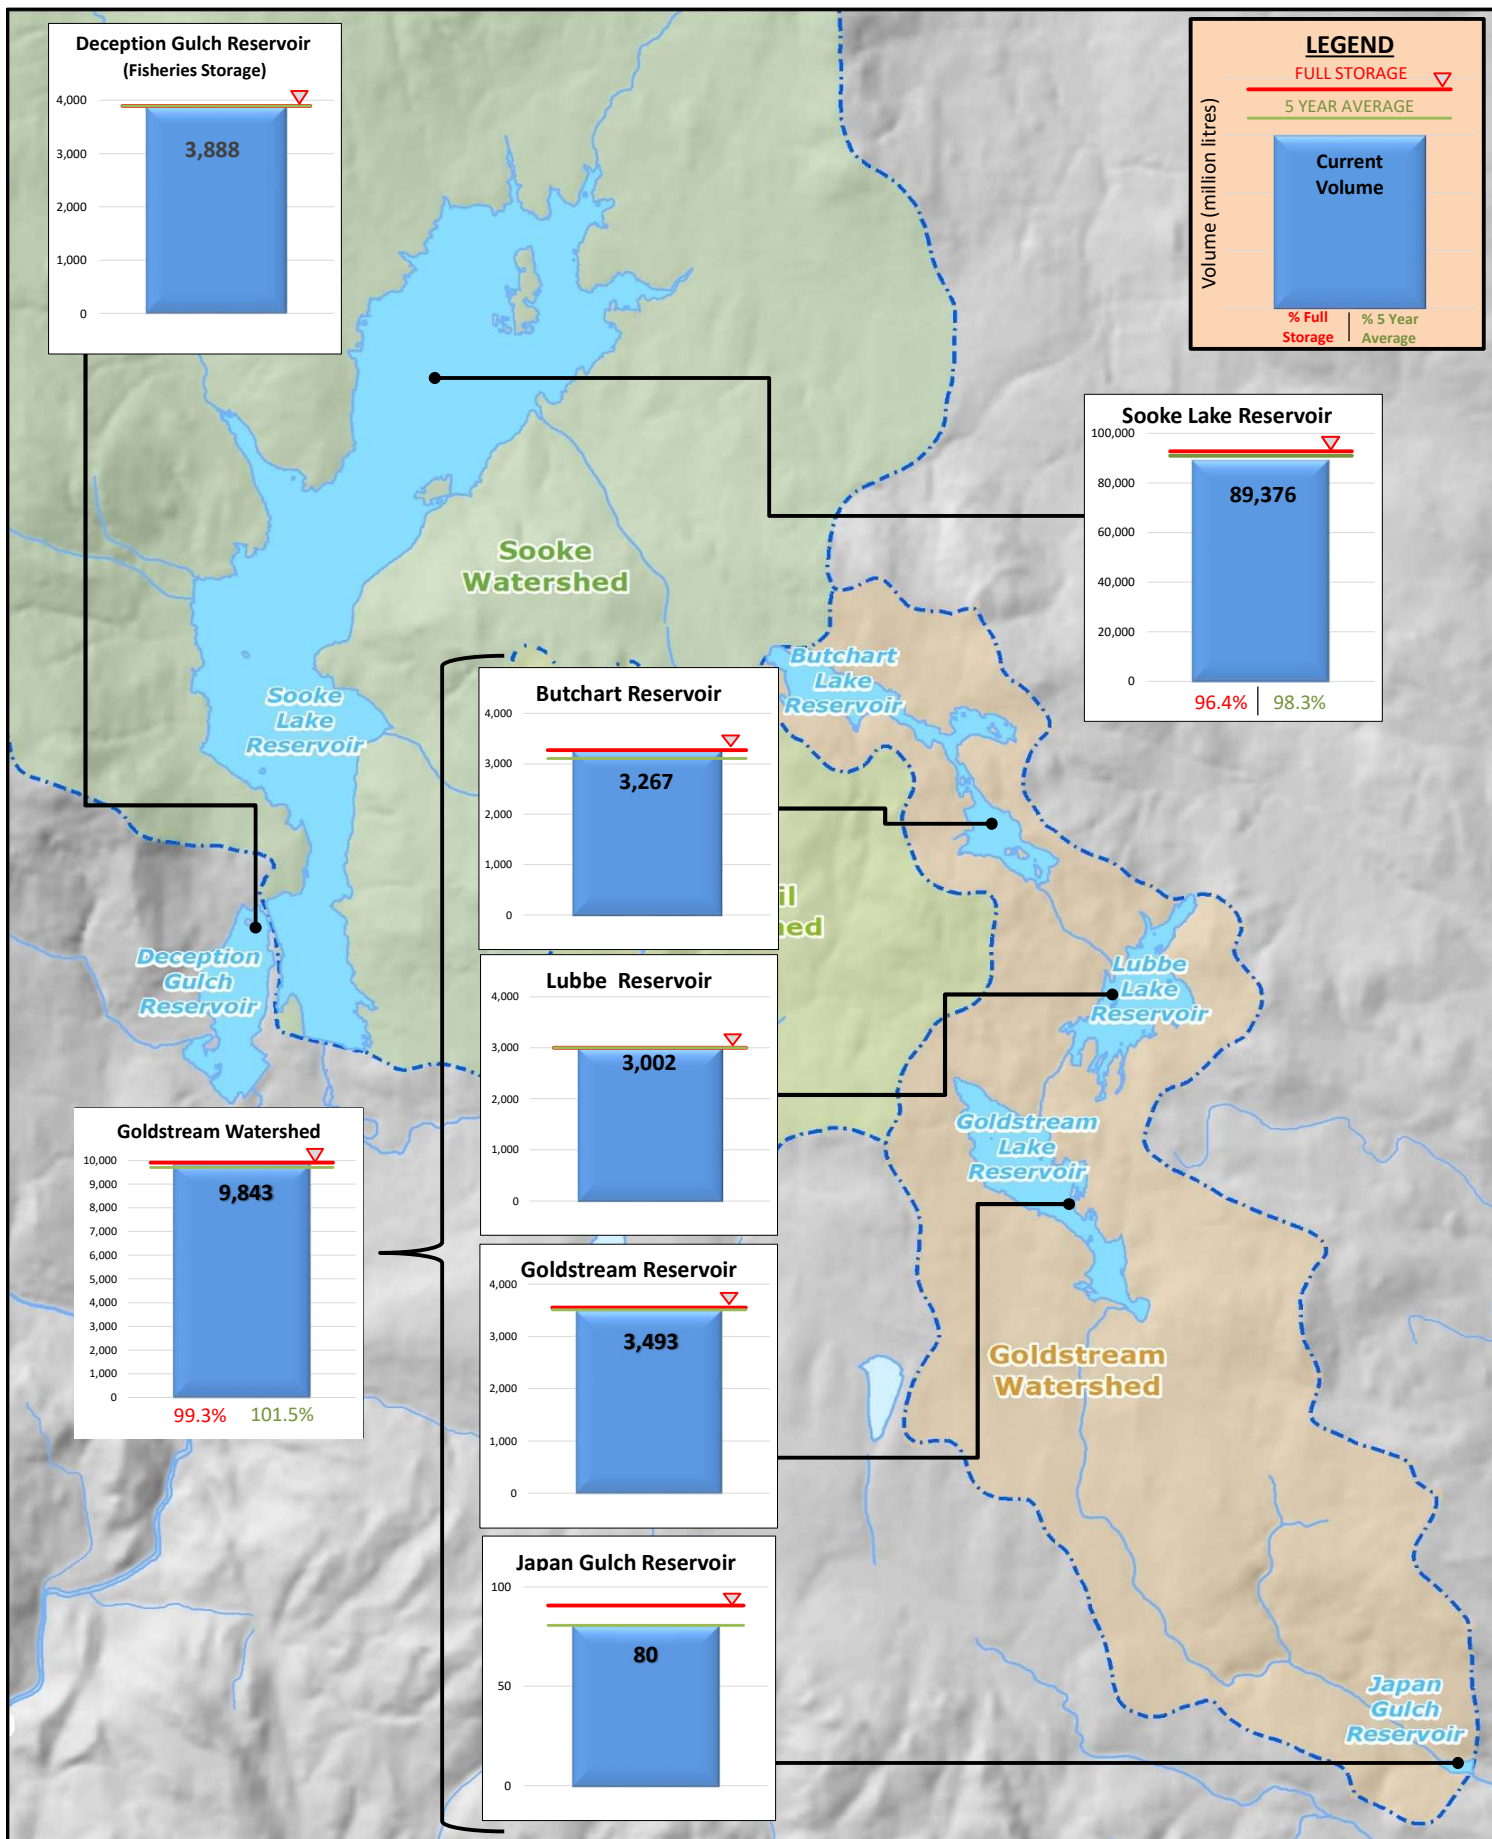 Deception Gulch Reservoir
(Fisheries Storage)
4,000
3,000
2,000
1,000
0
3,888
LEGEND
FULL STORAGE
5 YEAR AVERAGE
Current
Volume
Volume (million litres)
% Full
Storage
% 5 Year
Average
Sooke Lake Reservoir
100,000
80,000
60,000
40,000
20,000
0
89,376
96.4%
98.3%
Sooke
Watershed
Sooke
Lake
Reservoir
Butchart
Lake
Reservoir
Butchart Reservoir
4,000
3,000
2,000
1,000
0
3,267
il
hed
Deception
Gulch
Reservoir
Lubbe
Lake
Reservoir
Lubbe Reservoir
4,000
3,000
2,000
1,000
0
3,002
Goldstream
Lake
Reservoir
Goldstream Watershed
10,000
9,000
8,000
7,000
6,000
5,000
4,000
3,000
2,000
1,000
0
9,843
99.3%
101.5%
Goldstream Reservoir
4,000
3,000
2,000
1,000
0
3,493
Goldstream
Watershed
Japan Gulch Reservoir
100
50
0
80
Japan
Gulch
Reservoir